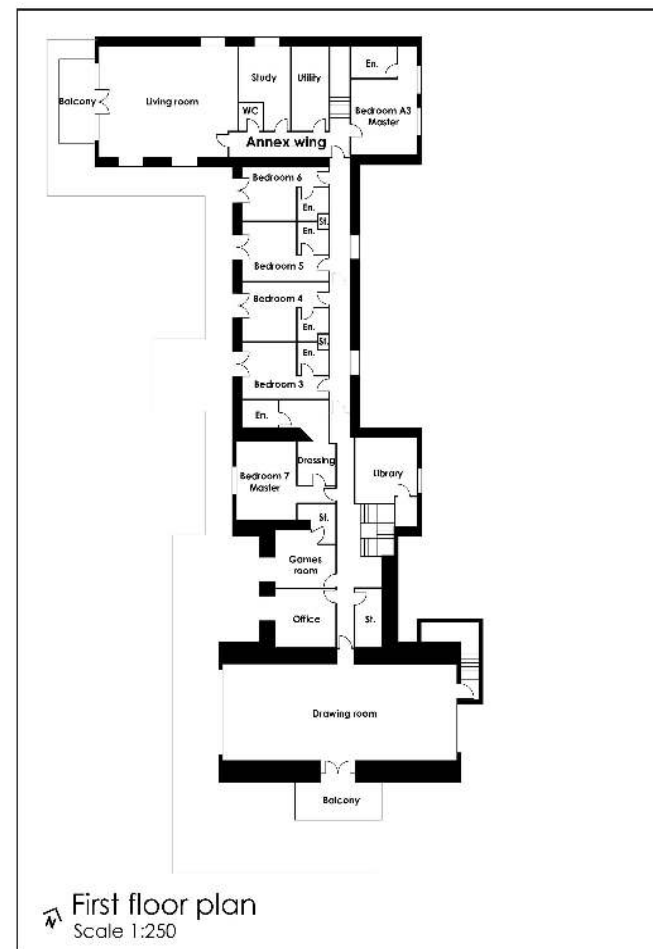 En.
Study
Utility
Balcony
Living room
WC
Bedroom A3
Master
Annex wing
Bedroom 6
En.
St.
En.
Bedroom 5
Bedroom 4
En.
St.
En.
Bedroom 3
En.
Dressing
Bedroom 7
Master
Library
St.
Games
room
Office
St.
Drawing room
Balcony
N
First floor plan
Scale 1:250